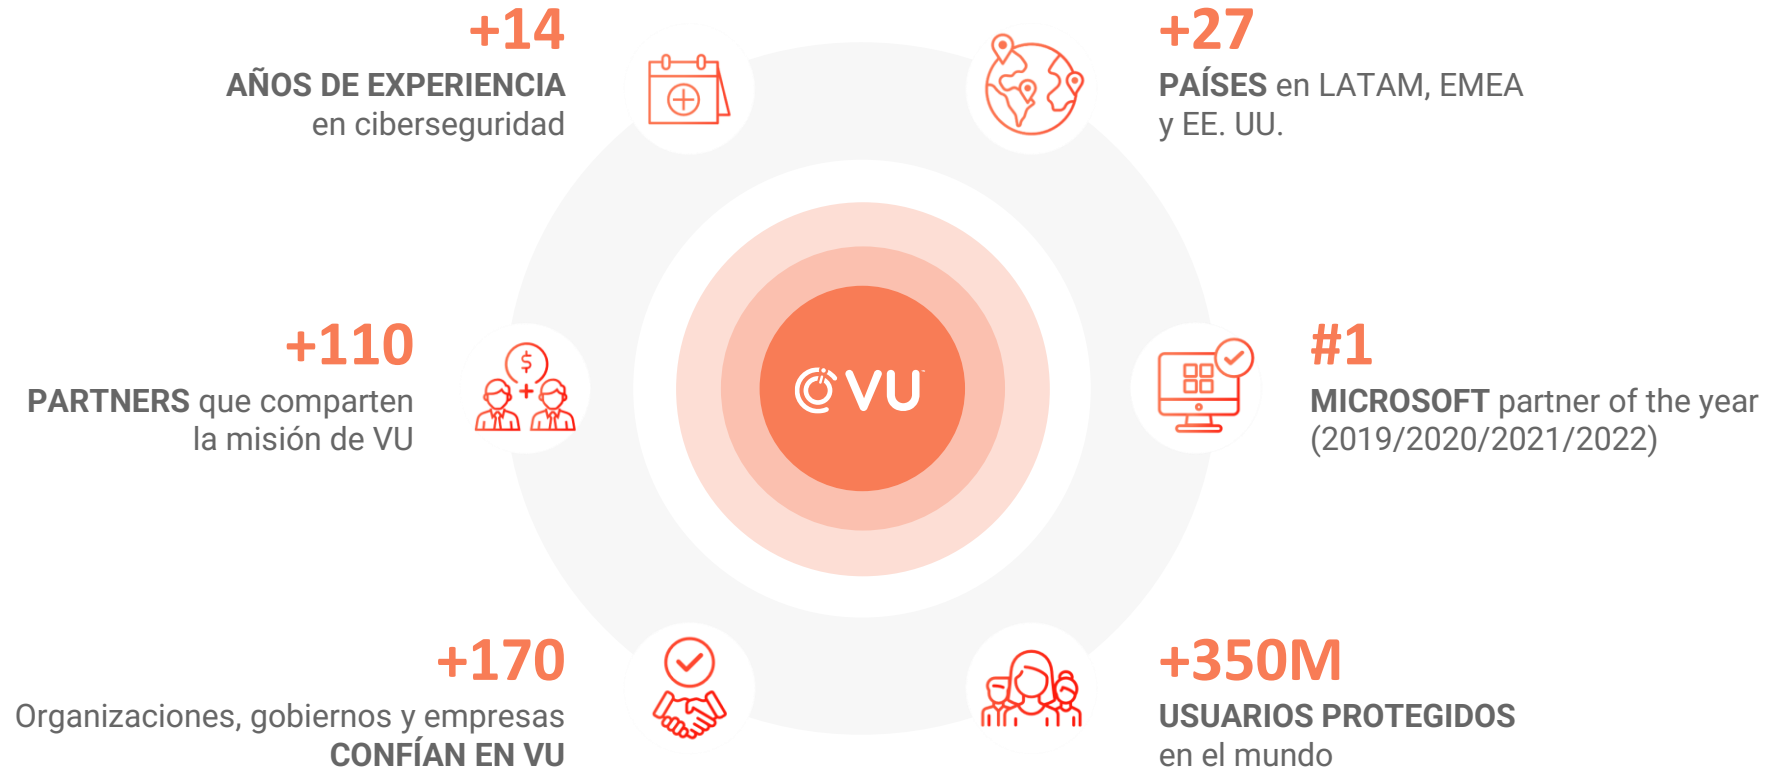 +14
AÑOS DE EXPERIENCIA
en ciberseguridad
+27
PAÍSES en LATAM, EMEA
y EE. UU.
+110
PARTNERS que comparten
la misión de VU
$
+
VU
#1
MICROSOFT partner of the year
(2019/2020/2021/2022)
+170
Organizaciones, gobiernos y empresas
CONFÍAN EN VU
+350M
USUARIOS PROTEGIDOS
en el mundo